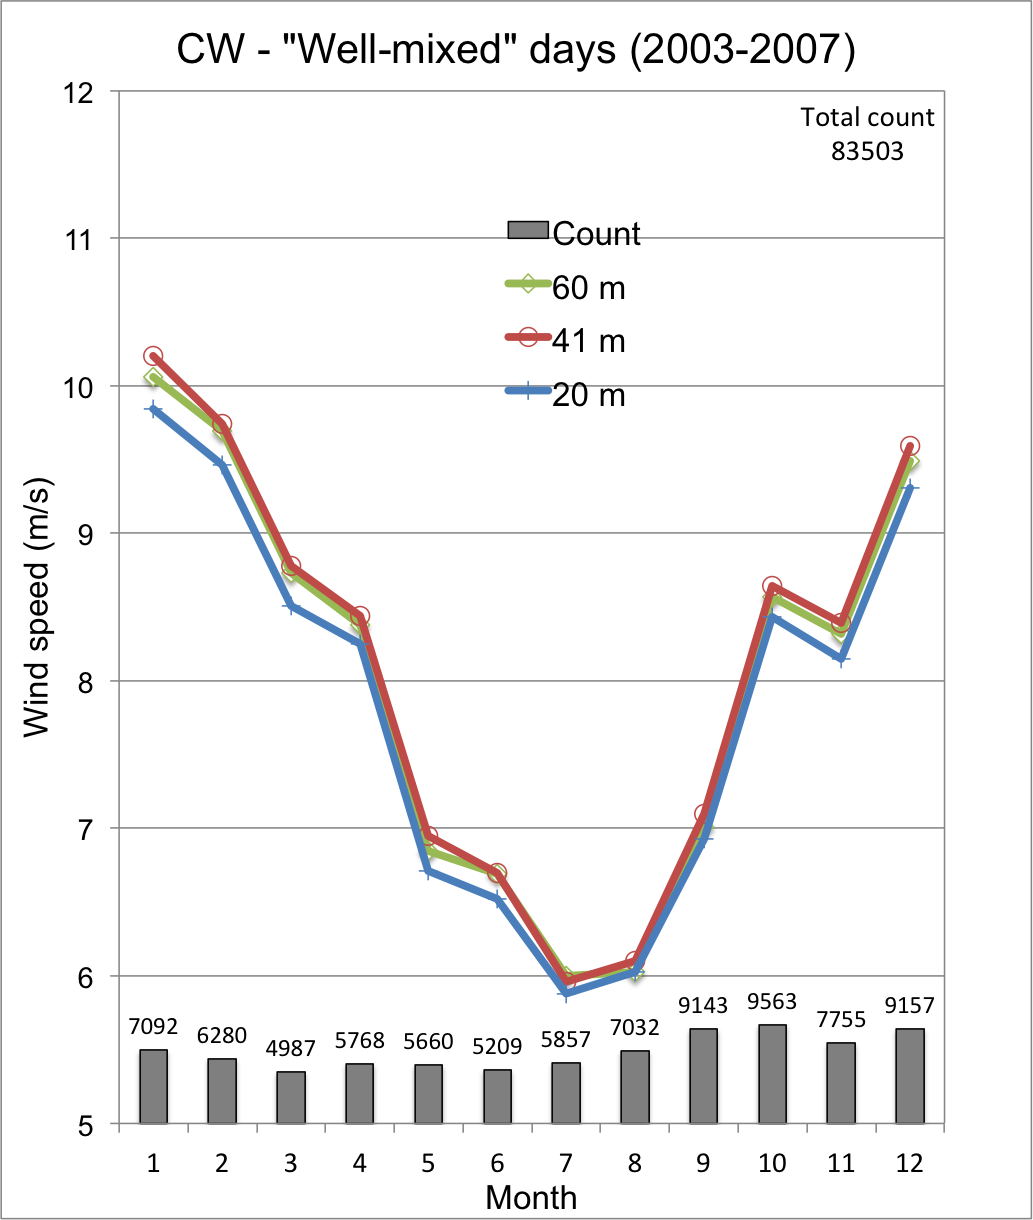 CW - "Well-mixed" days (2003-2007)
12
Total count
83503
11
Count
60 m
10
41 m
20 m
9
Wind speed (m/s)
8
7
6
7092
6280
4987
5768
5660
5209
5857
7032
9143
9563
7755
9157
5
1 2 3 4 5 6 7 8 9 10 11 12
Month